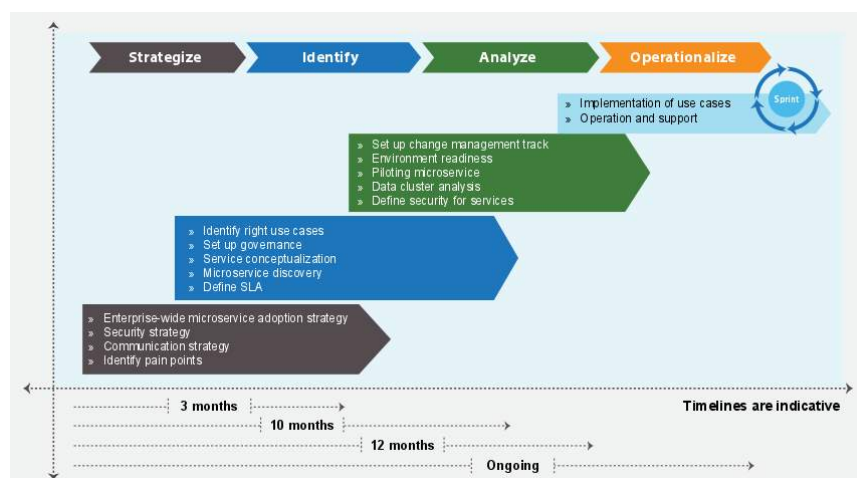 Strategize
Identify
Analyze
Operationalize
Sprint
» Implementation of use cases
» Operation and support
» Set up change management track
» Environment readiness
» Piloting microservice
» Data cluster analysis
» Define security for services
» Identify right use cases
» Set up governance
» Service conceptualization
» Microservice discovery
» Define SLA
» Enterprise-wide microservice adoption strategy
» Security strategy
» Communication strategy
» Identify pain points
3 months
Timelines are indicative
10 months
12 months
Ongoing